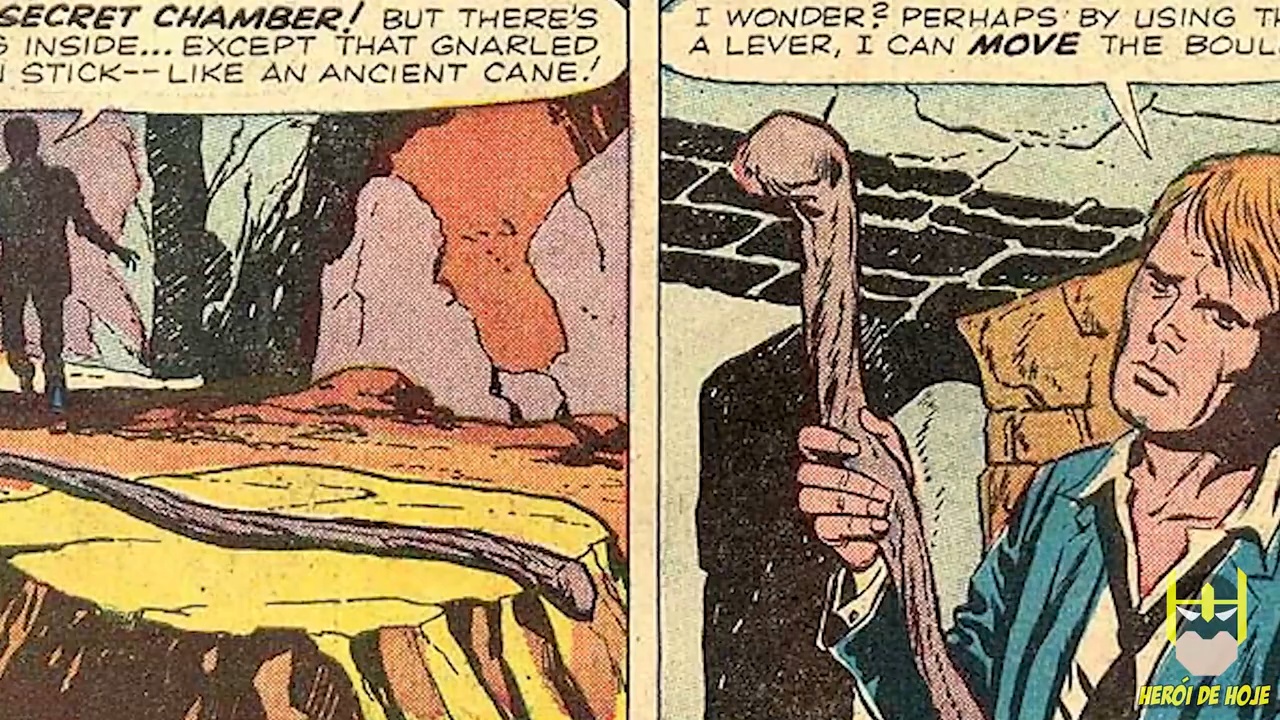 SECRET CHAMBER! BUT THERE'S
INSIDE... EXCEPT THAT GNARLED,
STICK-- LIKE AN ANCIENT CANE!
I WONDER? PERHAPS BY USING
A LEVER, I CAN MOVE THE
HERÓI DE HOJE